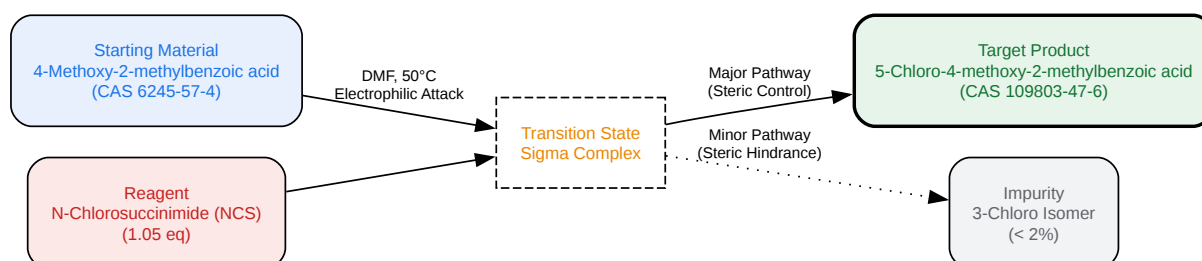 Starting Material
4-Methoxy-2-methylbenzoic acid
(CAS 6245-57-4)
DMF, 50°C
Electrophilic Attack
Reagent
N-Chlorosuccinimide (NCS)
(1.05 eq)
Transition State
Sigma Complex
Major Pathway
(Steric Control)
Minor Pathway
(Steric Hindrance)
Target Product
5-Chloro-4-methoxy-2-methylbenzoic acid
(CAS 109803-47-6)
Impurity
3-Chloro Isomer
(< 2%)